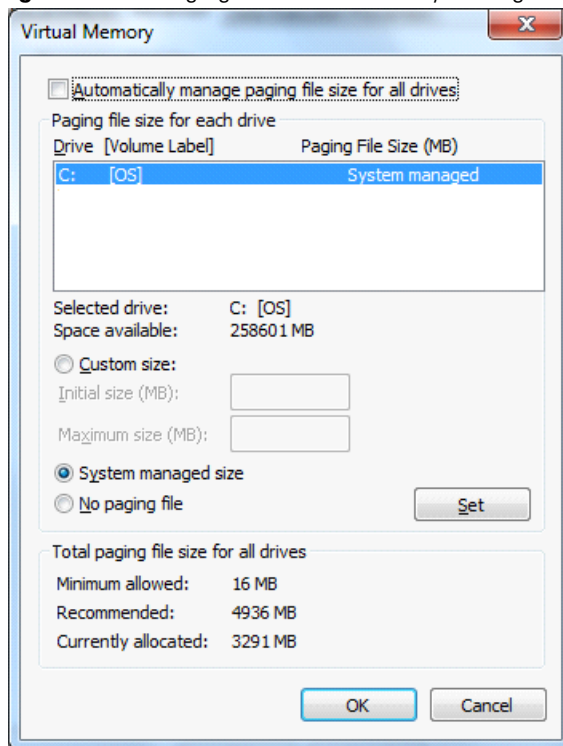 Virtual Memory
Automatically manage paging file size for all drives
Paging file size for each drive
Drive [Volume Label] Paging File Size (MB)
C: [OS] System managed
Selected drive: C: [OS]
Space available: 258601 MB
Custom size:
Initial size (MB):
Maximum size (MB):
System managed size
No paging file
Set
Total paging file size for all drives
Minimum allowed: 16 MB
Recommended: 4936 MB
Currently allocated: 3291 MB
OK Cancel